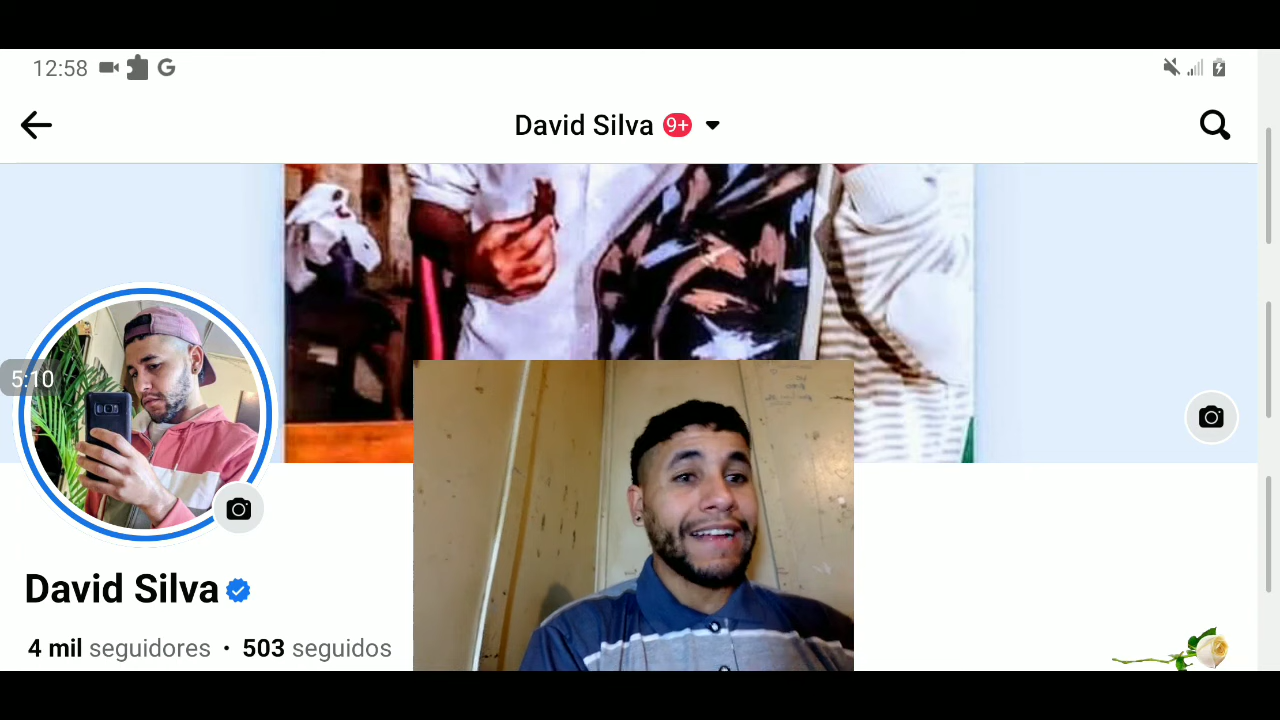 12:58
David Silva 9+
5:10
David Silva
4 mil seguidores • 503 seguidos